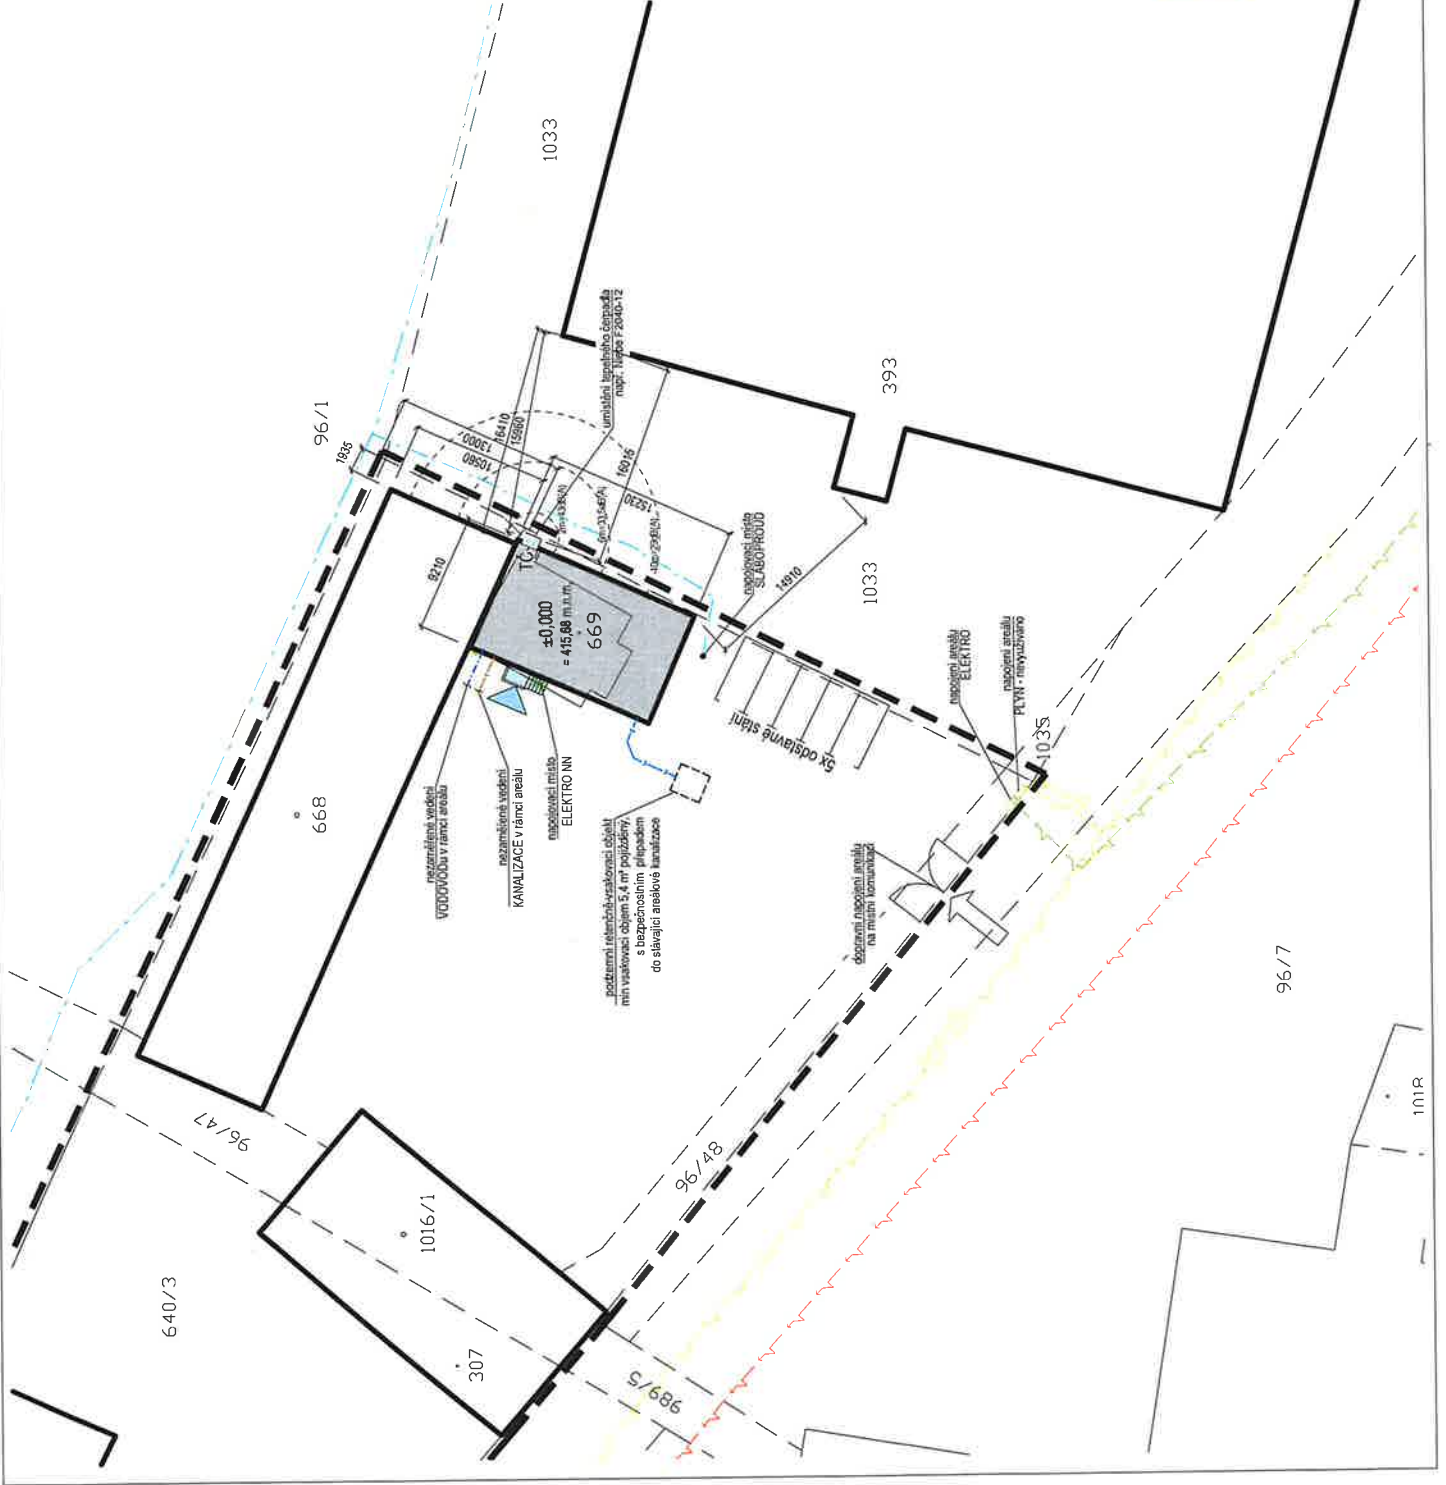 1033
96/1
1935
13000
10560
16410
15960
umístění tepelného čerpadla
např. Niebe F2040-12
9210
TČ
±0,000
= 415,68 m.n.m.
669
16016
15230
393
napojovací místo
SLABOPROUD
14910
1033
668
nezaměřené vedení
VODOVODu v rámci areálu
nezaměřené vedení
KANALIZACE v rámci areálu
napojovací místo
ELEKTRO NN
podzemní retenčně-vsakovací objekt
min vsakovací objem 5,4 m³ pojížděný,
s bezpečnostním přepadem
do stávající areálové kanalizace
5x odstavné stání
napojení areálu
ELEKTRO
napojení areálu
PLYN - nevyužíváno
1035
dopravní napojení areálu
na místní komunikaci
96/7
96/47
96/48
1016/1
640/3
307
989/5
1018